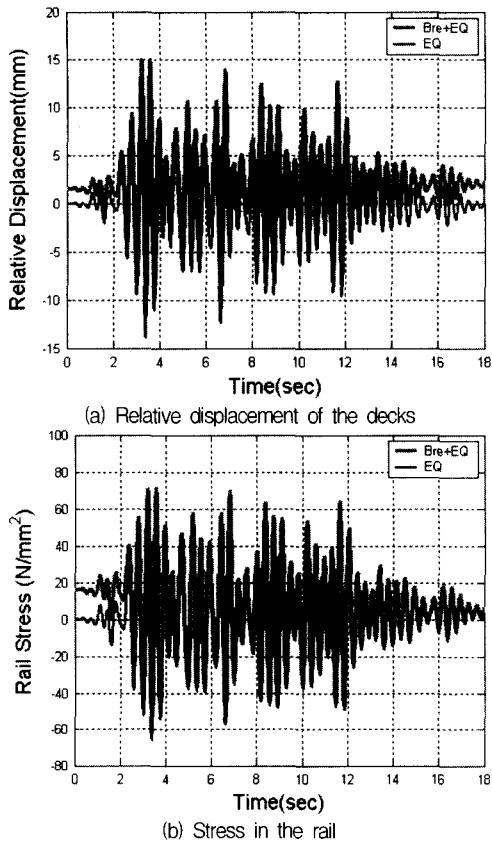 20
15
10
5
0
-5
-10
-15
Relative Displacement(mm)
Bre+EQ
EQ
0 2 4 6 8 10 12 14 16 18
Time(sec)
(a) Relative displacement of the decks
100
80
60
40
20
0
-20
-40
-60
-80
Rail Stress (N/mm²)
Bre+EQ
EQ
0 2 4 6 8 10 12 14 16 18
Time(sec)
(b) Stress in the rail